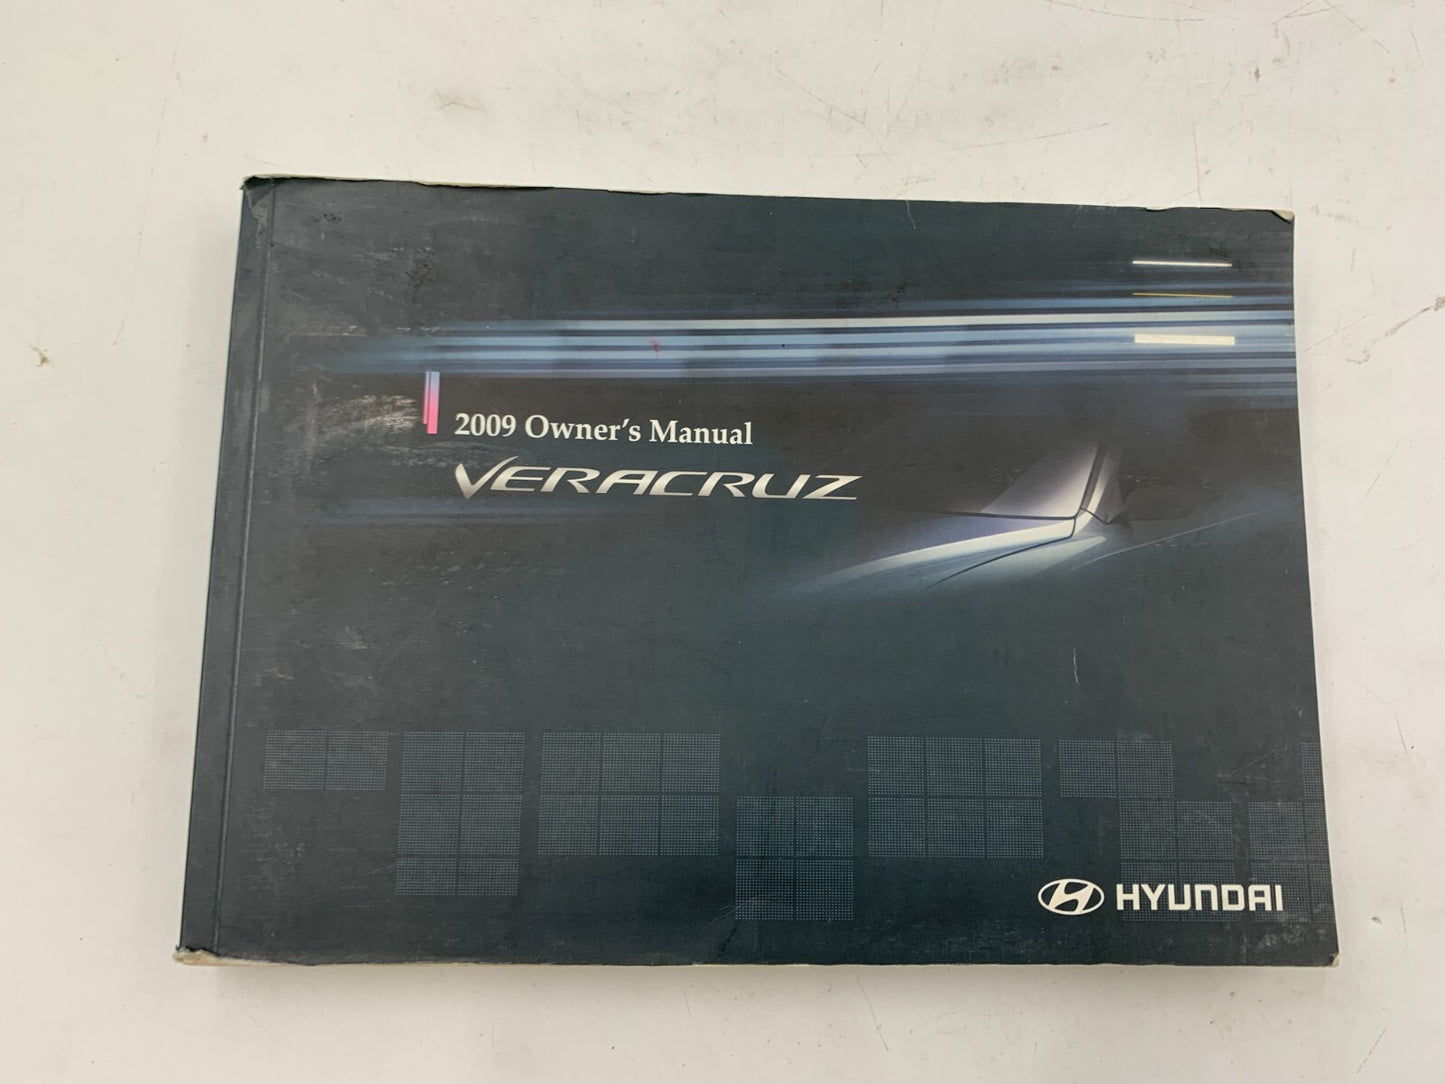 2009 Owner's Manual
VERACRUZ
HYUNDAI